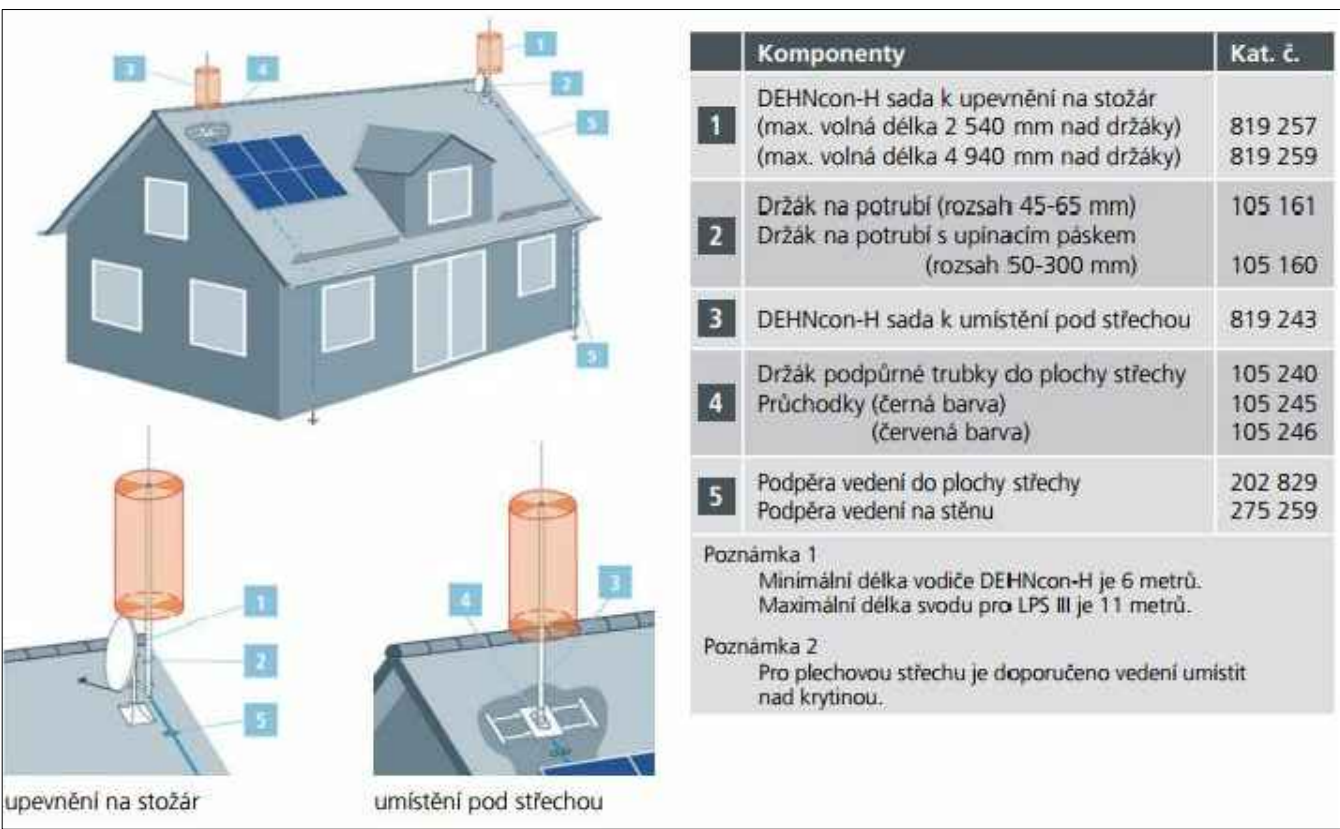 1
3
4
2
5
5
1
2
5
upevnění na stožár
3
4
umístění pod střechou
Komponenty Kat. č.
1 DEHNcon-H sada k upevnění na stožár
(max. volná délka 2 540 mm nad držáky) 819 257
(max. volná délka 4 940 mm nad držáky) 819 259
2 Držák na potrubí (rozsah 45-65 mm) 105 161
Držák na potrubí s upínacím páskem
(rozsah 50-300 mm) 105 160
3 DEHNcon-H sada k umístění pod střechou 819 243
4 Držák podpůrné trubky do plochy střechy 105 240
Průchodky (černá barva) 105 245
(červená barva) 105 246
5 Podpěra vedení do plochy střechy 202 829
Podpěra vedení na stěnu 275 259
Poznámka 1
Minimální délka vodiče DEHNcon-H je 6 metrů.
Maximální délka svodu pro LPS III je 11 metrů.
Poznámka 2
Pro plechovou střechu je doporučeno vedení umístit
nad krytinou.